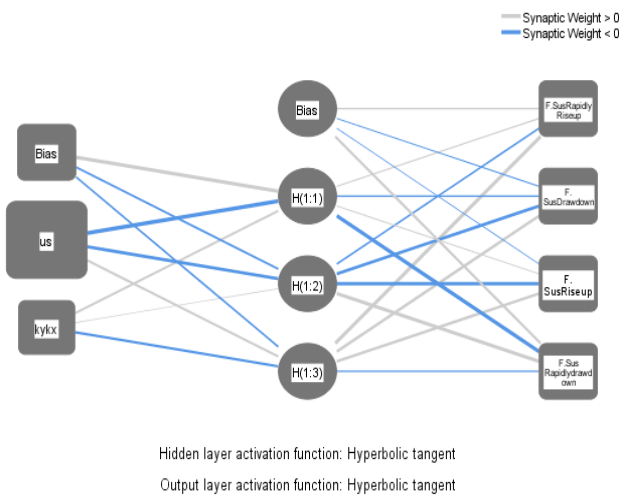 Synaptic Weight > 0
Synaptic Weight < 0
Bias
us
kykx
Bias
H(1:1)
H(1:2)
H(1:3)
F.SusRapidly
Riseup
F.
SusDrawdown
F.
SusRiseup
F.Sus
Rapidlydrawd
own
Hidden layer activation function: Hyperbolic tangent
Output layer activation function: Hyperbolic tangent